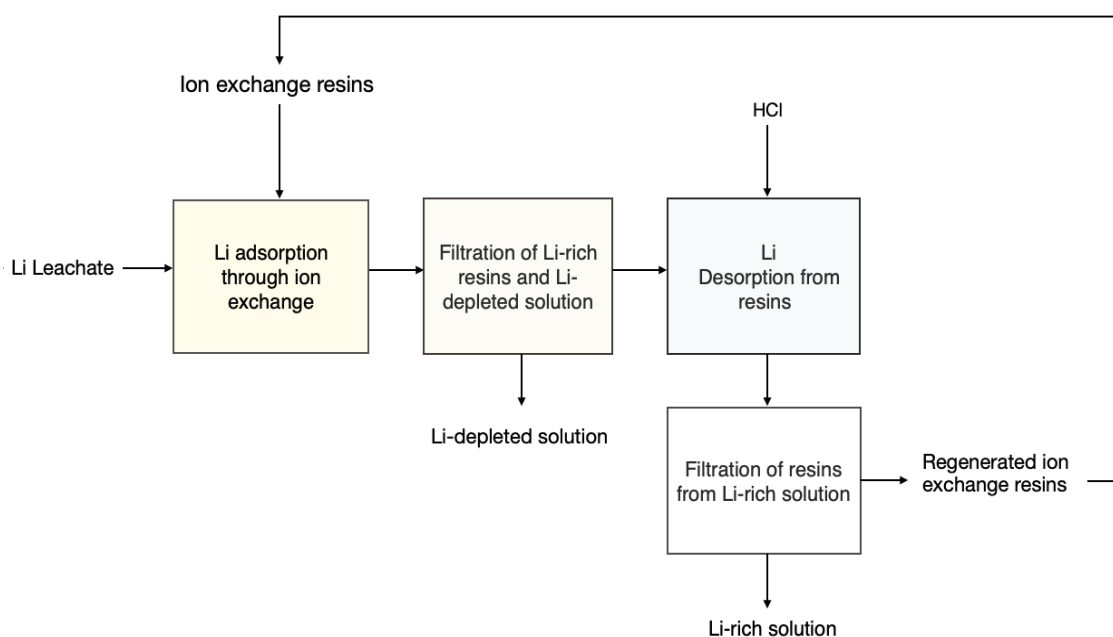 Ion exchange resins
HCl
Li Leachate
Li adsorption
through ion
exchange
Filtration of Li-rich
resins and Li-
depleted solution
Li
Desorption from
resins
Li-depleted solution
Filtration of resins
from Li-rich solution
Regenerated ion
exchange resins
Li-rich solution